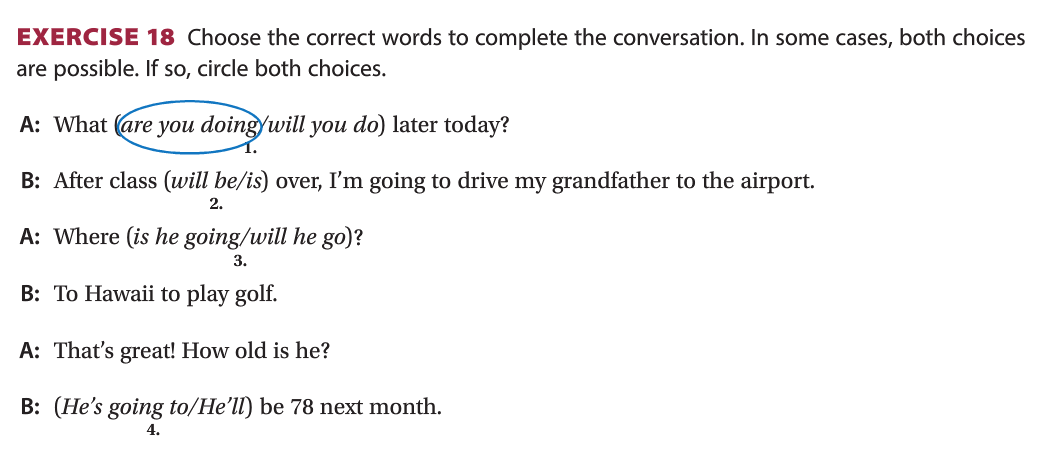 EXERCISE 18 Choose the correct words to complete the conversation. In some cases, both choices
are possible. If so, circle both choices.
A: What (are you doing/will you do) later today?
1.
B: After class (will be/is) over, I’m going to drive my grandfather to the airport.
2.
A: Where (is he going/will he go)?
3.
B: To Hawaii to play golf.
A: That’s great! How old is he?
B: (He’s going to/He’ll) be 78 next month.
4.